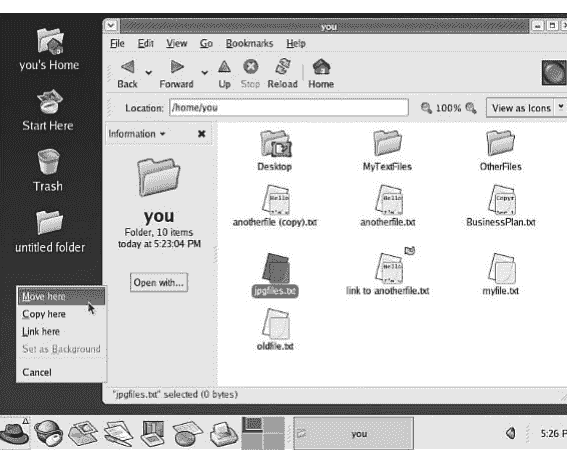 you
File Edit View Go Bookmarks Help
Back Forward Up Stop Reload Home
Location: /home/you 100% View as Icons
Information
you
Folder, 10 items
today at 5:23:04 PM
Open with...
Desktop MyTextFiles OtherFiles
anotherfile (copy).txt anotherfile.txt BusinessPlan.txt
jpgfiles.txt link to anotherfile.txt myfile.txt
oldfile.txt
"jpgfiles.txt" selected (0 bytes)
you's Home
Start Here
Trash
untitled folder
Move here
Copy here
Link here
Set as Background
Cancel
you
5:26 P